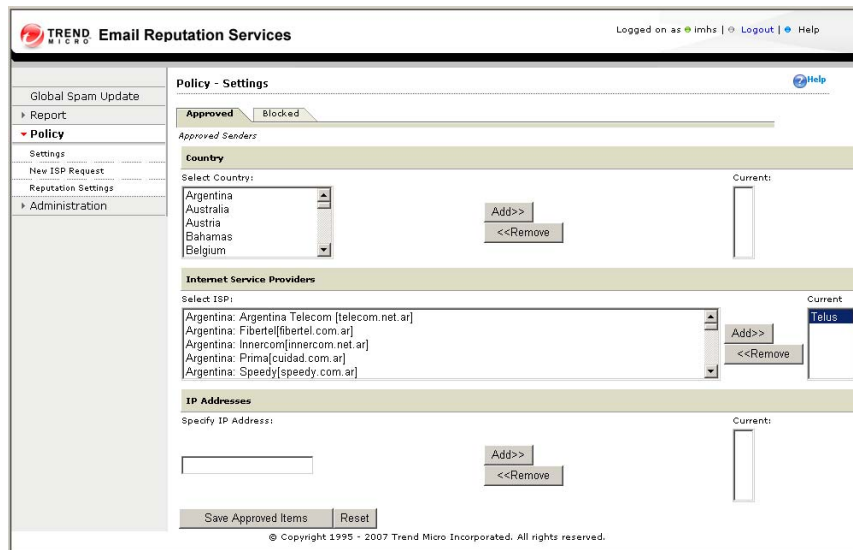 TREND MICRO Email Reputation Services
Logged on as imhs | Logout | Help
Global Spam Update
Report
Policy
Settings
New ISP Request
Reputation Settings
Administration
Policy - Settings
Help
Approved Blocked
Approved Senders
Country
Select Country: Current:
Argentina
Australia
Austria
Bahamas
Belgium
Add>>
<<Remove
Internet Service Providers
Select ISP: Current
Argentina: Argentina Telecom [telecom.net.ar]
Argentina: Fibertel[fibertel.com.ar]
Argentina: Innercom[innercom.net.ar]
Argentina: Prima[cuidad.com.ar]
Argentina: Speedy[speedy.com.ar]
Add>>
<<Remove
Telus
IP Addresses
Specify IP Address: Current:
Add>>
<<Remove
Save Approved Items Reset
© Copyright 1995 - 2007 Trend Micro Incorporated. All rights reserved.